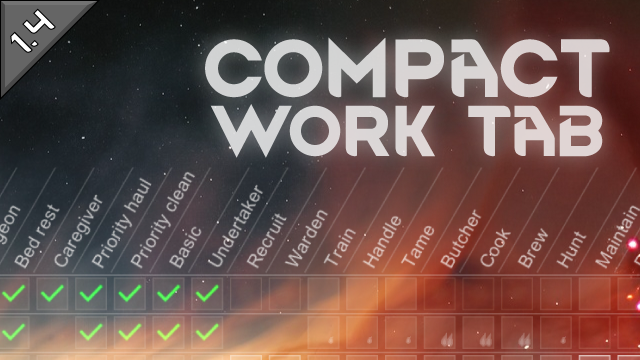 1.4
COMPACT
WORK TAB
geon
Bed rest
Caregiver
Priority haul
Priority clean
Basic
Undertaker
Recruit
Warden
Train
Handle
Tame
Butcher
Cook
Brew
Hunt
Maintain